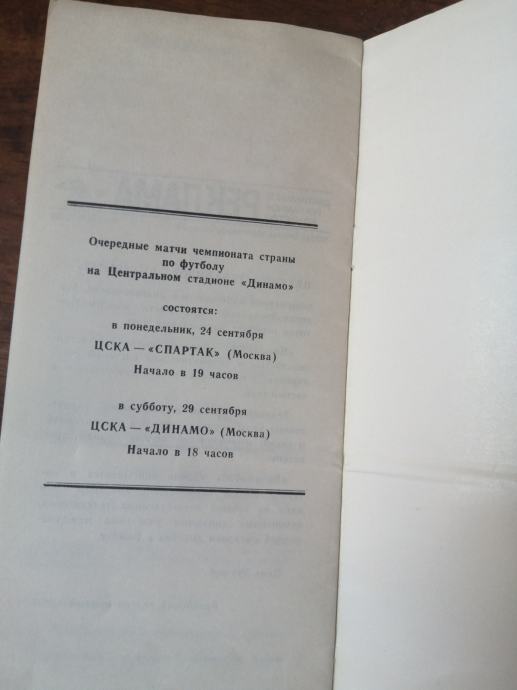 Очередные матчи чемпионата страны
по футболу
на Центральном стадионе «Динамо»
состоятся:
в понедельник, 24 сентября
ЦСКА — «СПАРТАК» (Москва)
Начало в 19 часов
в субботу, 29 сентября
ЦСКА — «ДИНАМО» (Москва)
Начало в 18 часов